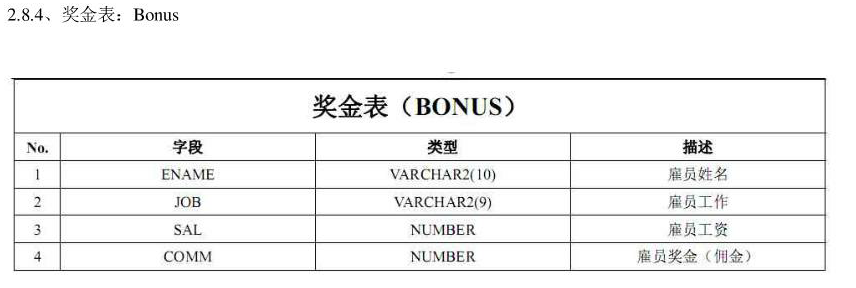 2.8.4、奖金表：Bonus
奖金表（BONUS）
No. 字段 类型 描述
1 ENAME VARCHAR2(10) 雇员姓名
2 JOB VARCHAR2(9) 雇员工作
3 SAL NUMBER 雇员工资
4 COMM NUMBER 雇员奖金（佣金）